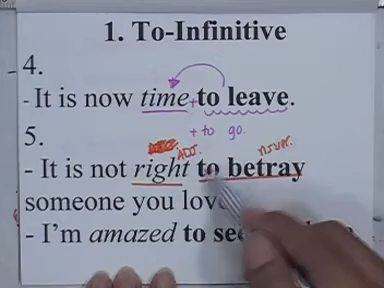 1. To-Infinitive
4.
- It is now time + to leave.
+ to go.
ADJ. nsur.
5.
- It is not right to betray
someone you lov
- I'm amazed to see